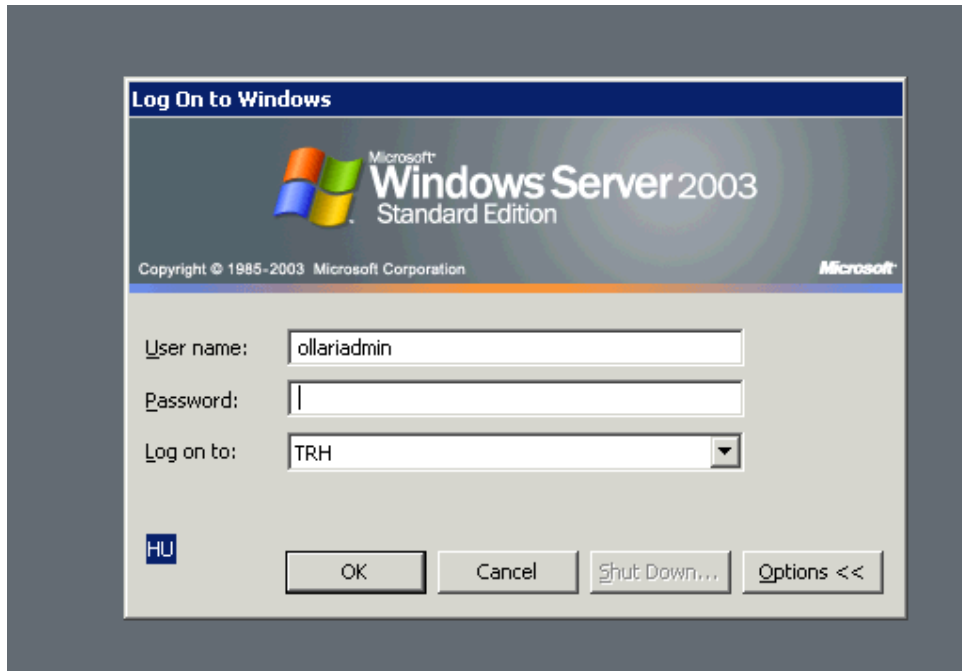 Log On to Windows
Microsoft
Windows Server 2003
Standard Edition
Copyright © 1985-2003 Microsoft Corporation
Microsoft
User name:
ollariadmin
Password:
Log on to:
TRH
HU
OK
Cancel
Shut Down...
Options <<